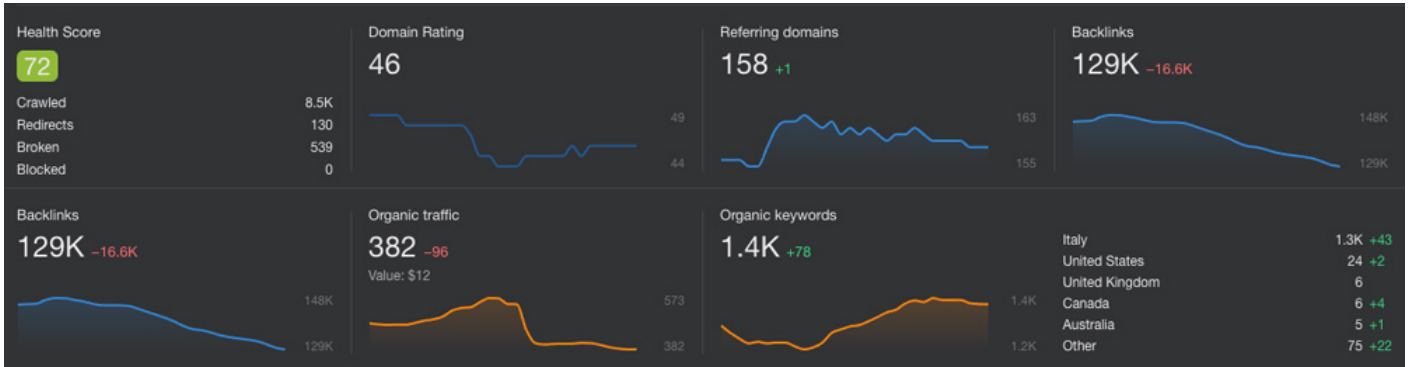 Health Score
72
Crawled 8.5K
Redirects 130
Broken 539
Blocked 0
Domain Rating
46
49
44
Referring domains
158 +1
163
155
Backlinks
129K −16.6K
148K
129K
Backlinks
129K −16.6K
148K
129K
Organic traffic
382 −96
Value: $12
573
382
Organic keywords
1.4K +78
1.4K
1.2K
Italy 1.3K +43
United States 24 +2
United Kingdom 6
Canada 6 +4
Australia 5 +1
Other 75 +22